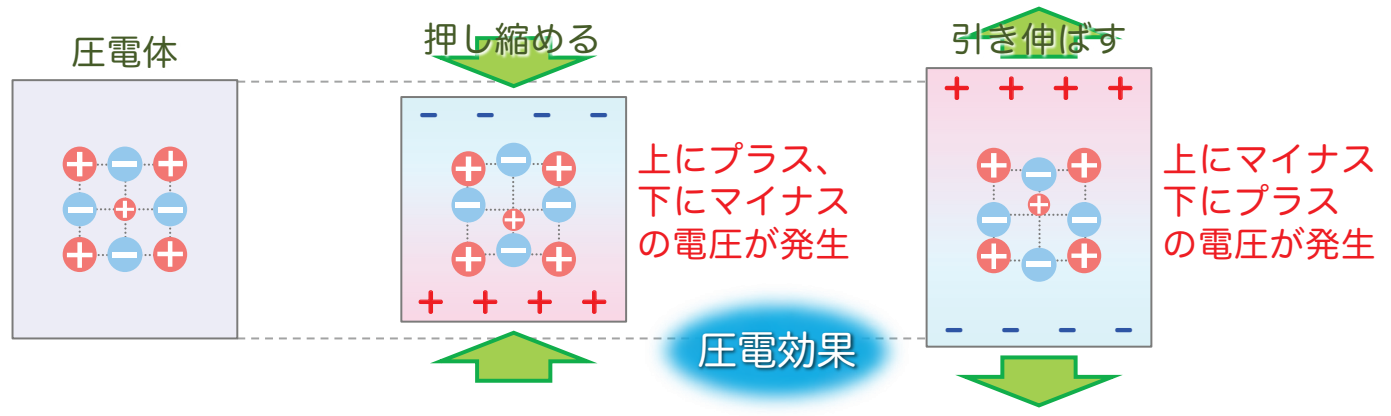 圧電体
押し縮める
引き伸ばす
- - - -
+ + + +
+ - +
- + -
+ - +
+ - +
- + -
+ - +
+ - +
- + -
+ - +
上にプラス、
下にマイナス
の電圧が発生
上にマイナス
下にプラス
の電圧が発生
+ + + +
- - - -
圧電効果